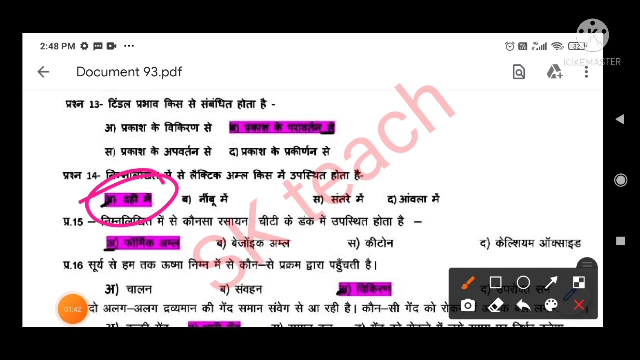 2:48 PM
KINEMASTER
Document 93.pdf
प्रश्न 13- टिंडल प्रभाव किस से संबंधित होता है -
अ) प्रकाश के विकिरण से ब) प्रकाश के परावर्तन से
स) प्रकाश के अपवर्तन से द) प्रकाश के प्रकीर्णन से
प्रश्न 14- निम्नलिखित में से लैक्टिक अम्ल किस में उपस्थित होता है-
अ) दही में ब) नींबू में स) संतरे में द) आंवला में
प्र.15 – निम्नलिखित में से कौनसा रसायन चीटी के डंक में उपस्थित होता है –
अ) फॉर्मिक अम्ल ब) बेंजोइक अम्ल स) कीटोन द) केल्शियम ऑक्साइड
प्र.16 सूर्य से हम तक ऊष्मा निम्न में से कौन–से प्रक्रम द्वारा पहुँचती है।
अ) चालन ब) संवहन स) विकिरण
दो अलग–अलग द्रव्यमान की गेंद समान संवेग से आ रही है। कौन–सी गेंद को
SK teach
01:42